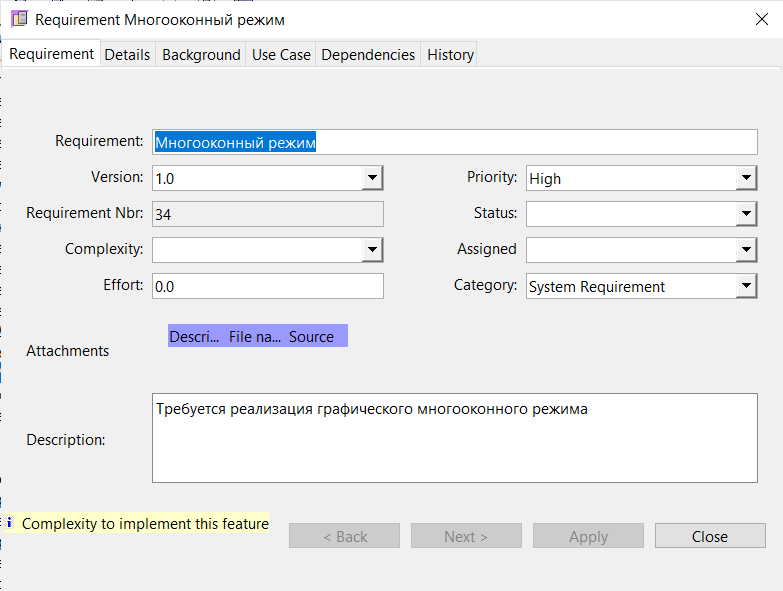 Requirement Многооконный режим
Requirement Details Background Use Case Dependencies History
Requirement: Многооконный режим
Version: 1.0 Priority: High
Requirement Nbr: 34 Status:
Complexity: Assigned
Effort: 0.0 Category: System Requirement
Descri... File na... Source
Attachments
Требуется реализация графического многооконного режима
Description:
Complexity to implement this feature
< Back Next > Apply Close